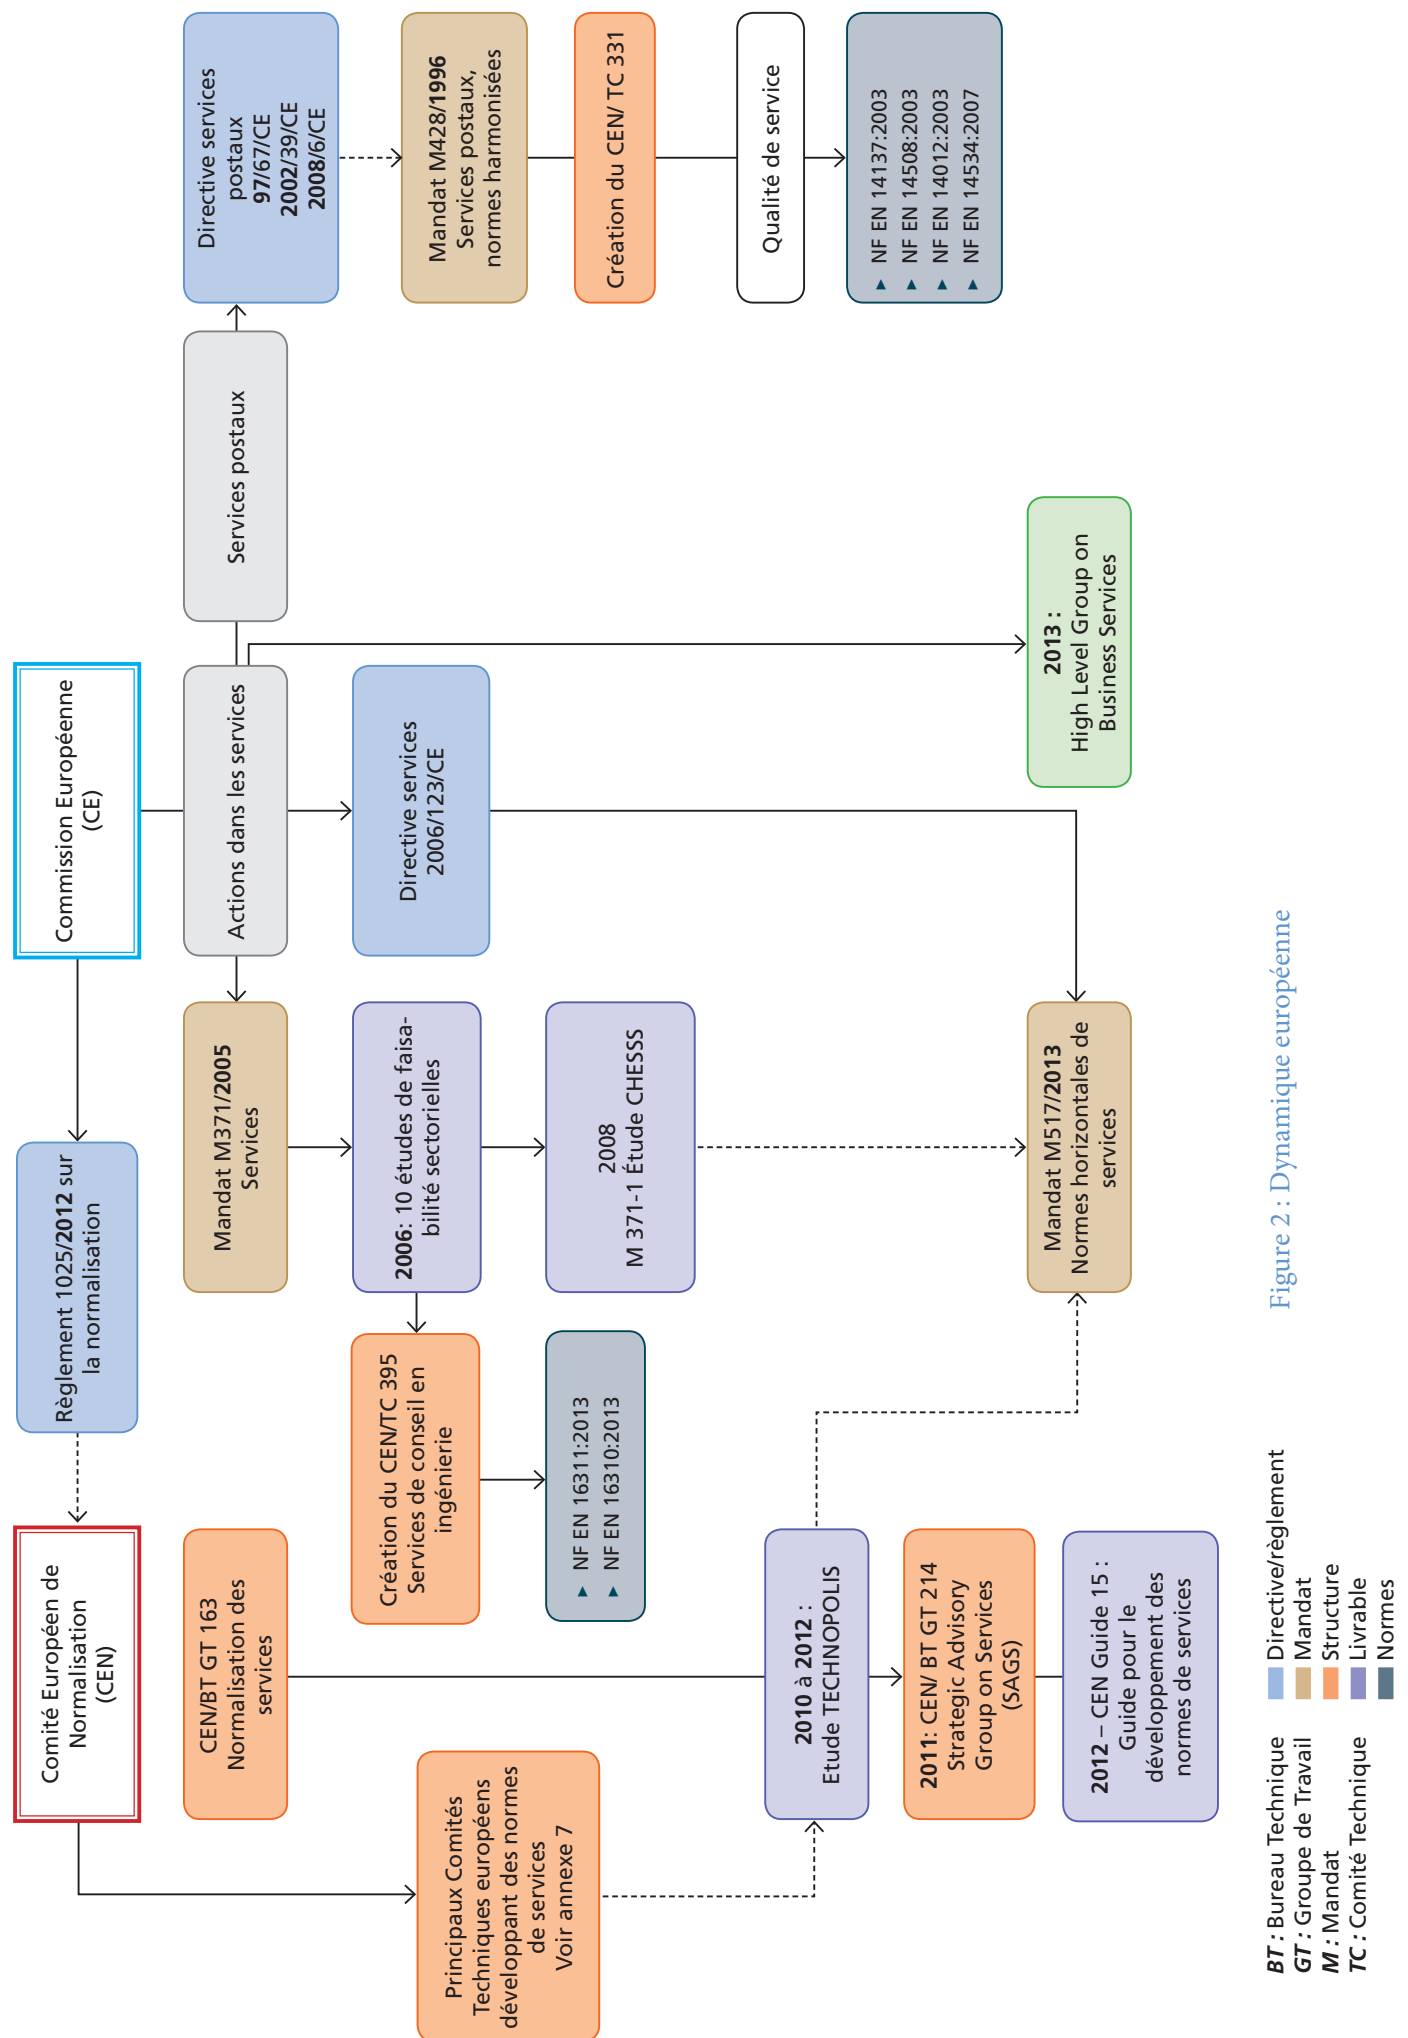 Comité Européen de
Normalisation
(CEN)
Règlement 1025/2012 sur
la normalisation
Commission Européenne
(CE)
CEN/BT GT 163
Normalisation des
services
Mandat M371/2005
Services
Actions dans les services
Services postaux
Directive services
postaux
97/67/CE
2002/39/CE
2008/6/CE
Principaux Comités
Techniques européens
développant des normes
de services
Voir annexe 7
Création du CEN/TC 395
Services de conseil en
ingénierie
2006: 10 études de faisa-
bilité sectorielles
Directive services
2006/123/CE
Mandat M428/1996
Services postaux,
normes harmonisées
▶ NF EN 16311:2013
▶ NF EN 16310:2013
2008
M 371-1 Étude CHESSS
Création du CEN/ TC 331
Qualité de service
2010 à 2012 :
Etude TECHNOPOLIS
▶ NF EN 14137:2003
▶ NF EN 14508:2003
▶ NF EN 14012:2003
▶ NF EN 14534:2007
2011: CEN/ BT GT 214
Strategic Advisory
Group on Services
(SAGS)
Mandat M517/2013
Normes horizontales de
services
2013 :
High Level Group on
Business Services
2012 – CEN Guide 15 :
Guide pour le
développement des
normes de services
BT : Bureau Technique
GT : Groupe de Travail
M : Mandat
TC : Comité Technique
Directive/règlement
Mandat
Structure
Livrable
Normes
Figure 2 : Dynamique européenne